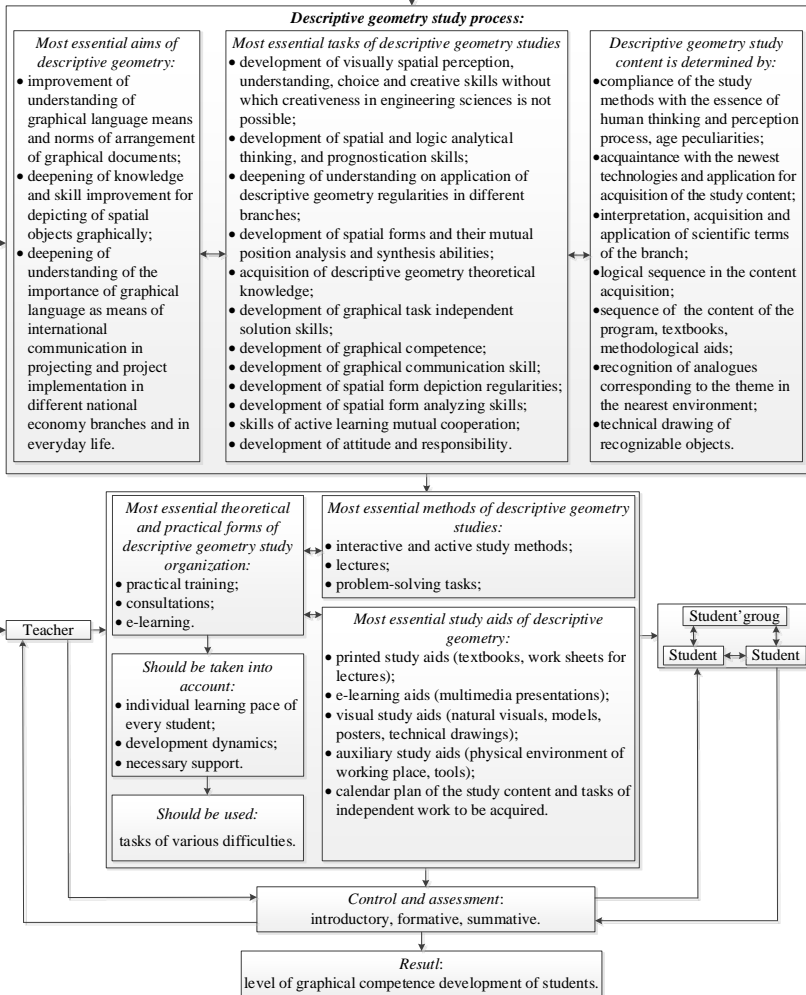 Descriptive geometry study process:
Most essential aims of
descriptive geometry:
• improvement of
understanding of
graphical language means
and norms of arrangement
of graphical documents;
• deepening of knowledge
and skill improvement for
depicting of spatial
objects graphically;
• deepening of
understanding of the
importance of graphical
language as means of
international
communication in
projecting and project
implementation in
different national
economy branches and in
everyday life.
Most essential tasks of descriptive geometry studies
• development of visually spatial perception,
understanding, choice and creative skills without
which creativeness in engineering sciences is not
possible;
• development of spatial and logic analytical
thinking, and prognostication skills;
• deepening of understanding on application of
descriptive geometry regularities in different
branches;
• development of spatial forms and their mutual
position analysis and synthesis abilities;
• acquisition of descriptive geometry theoretical
knowledge;
• development of graphical task independent
solution skills;
• development of graphical competence;
• development of graphical communication skill;
• development of spatial form depiction regularities;
• development of spatial form analyzing skills;
• skills of active learning mutual cooperation;
• development of attitude and responsibility.
Descriptive geometry study
content is determined by:
• compliance of the study
methods with the essence of
human thinking and perception
process, age peculiarities;
• acquaintance with the newest
technologies and application for
acquisition of the study content;
• interpretation, acquisition and
application of scientific terms
of the branch;
• logical sequence in the content
acquisition;
• sequence of the content of the
program, textbooks,
methodological aids;
• recognition of analogues
corresponding to the theme in
the nearest environment;
• technical drawing of
recognizable objects.
Most essential theoretical
and practical forms of
descriptive geometry study
organization:
• practical training;
• consultations;
• e-learning.
Most essential methods of descriptive geometry
studies:
• interactive and active study methods;
• lectures;
• problem-solving tasks;
Teacher
Should be taken into
account:
• individual learning pace of
every student;
• development dynamics;
• necessary support.
Should be used:
tasks of various difficulties.
Most essential study aids of descriptive
geometry:
• printed study aids (textbooks, work sheets for
lectures);
• e-learning aids (multimedia presentations);
• visual study aids (natural visuals, models,
posters, technical drawings);
• auxiliary study aids (physical environment of
working place, tools);
• calendar plan of the study content and tasks of
independent work to be acquired.
Student’groug
Student
Student
Control and assessment:
introductory, formative, summative.
Resutl:
level of graphical competence development of students.